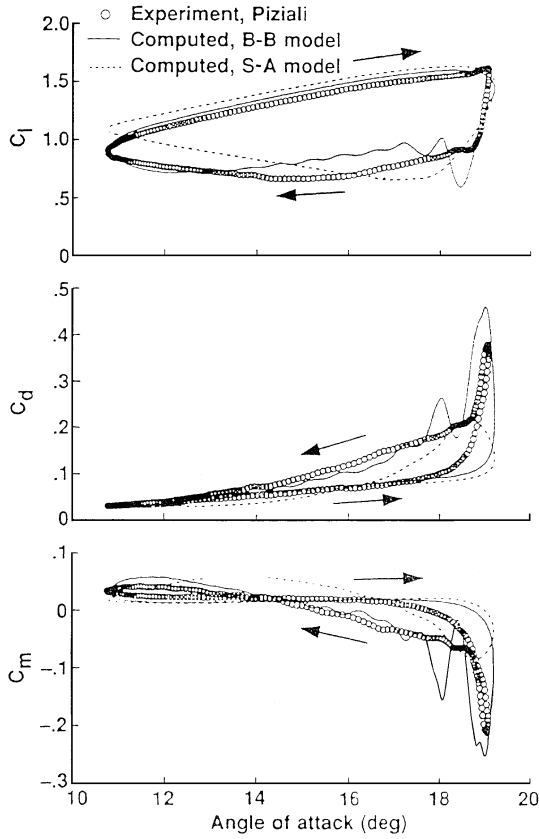 2.0
Experiment, Piziali
Computed, B-B model
Computed, S-A model
1.5
Cl
1.0
.5
0
.5
.4
.3
Cd
.2
.1
0
.1
0
Cm
-.1
-.2
-.3
10 12 14 16 18 20
Angle of attack (deg)